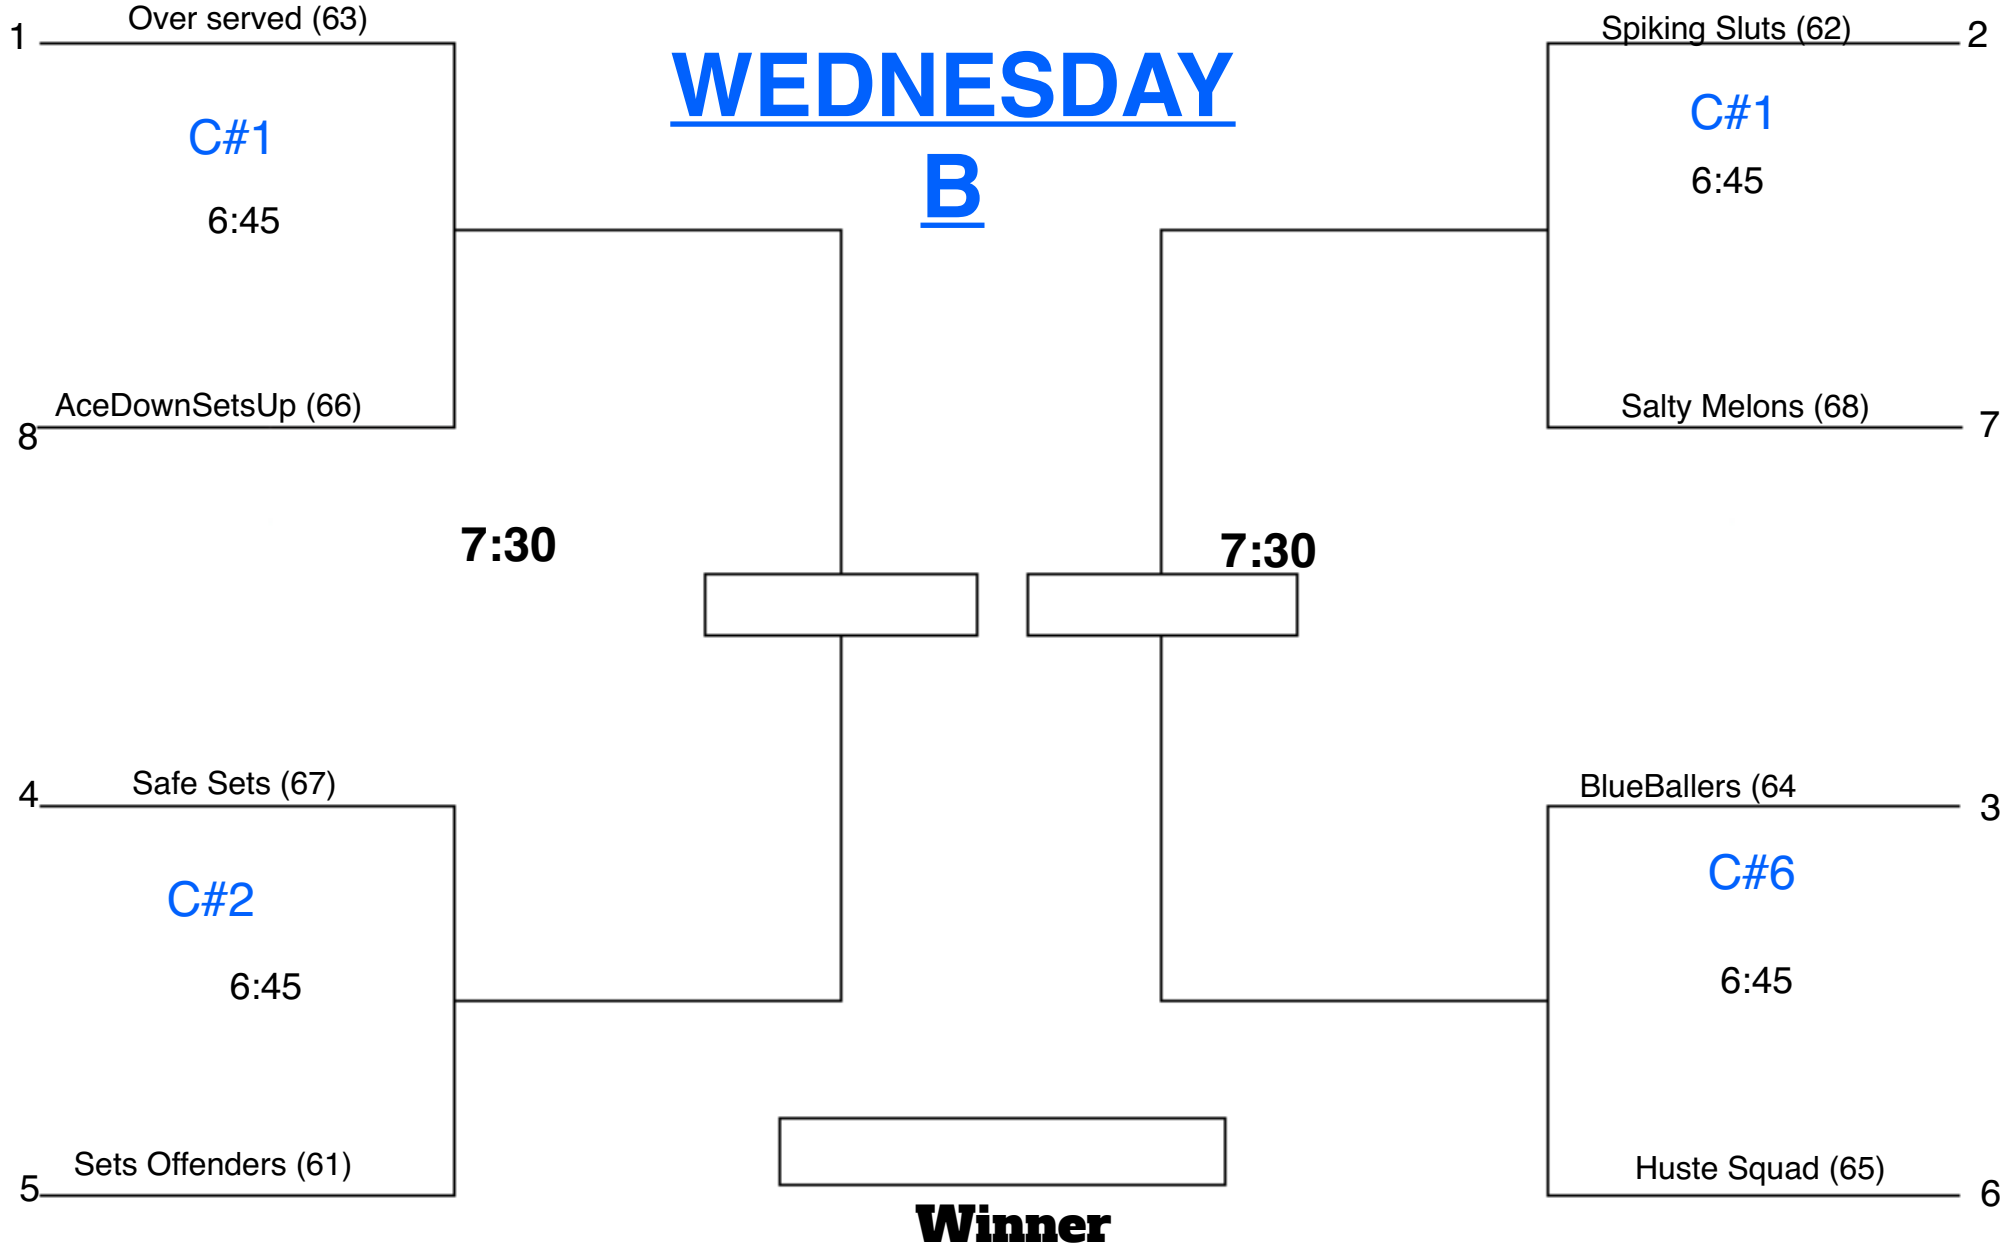 1
Over served (63)
WEDNESDAY
B
Spiking Sluts (62)
2
C#1
6:45
C#1
6:45
8
AceDownSetsUp (66)
Salty Melons (68)
7
7:30
7:30
4
Safe Sets (67)
BlueBallers (64
3
C#2
6:45
C#6
6:45
5
Sets Offenders (61)
Huste Squad (65)
6
Winner